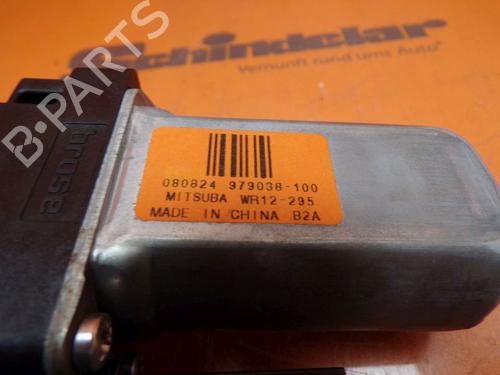 Schindelar
Vernunft rund ums Auto
B-PARTS
brose
080824 979038-100
MITSUBA WR12-295
MADE IN CHINA B2A